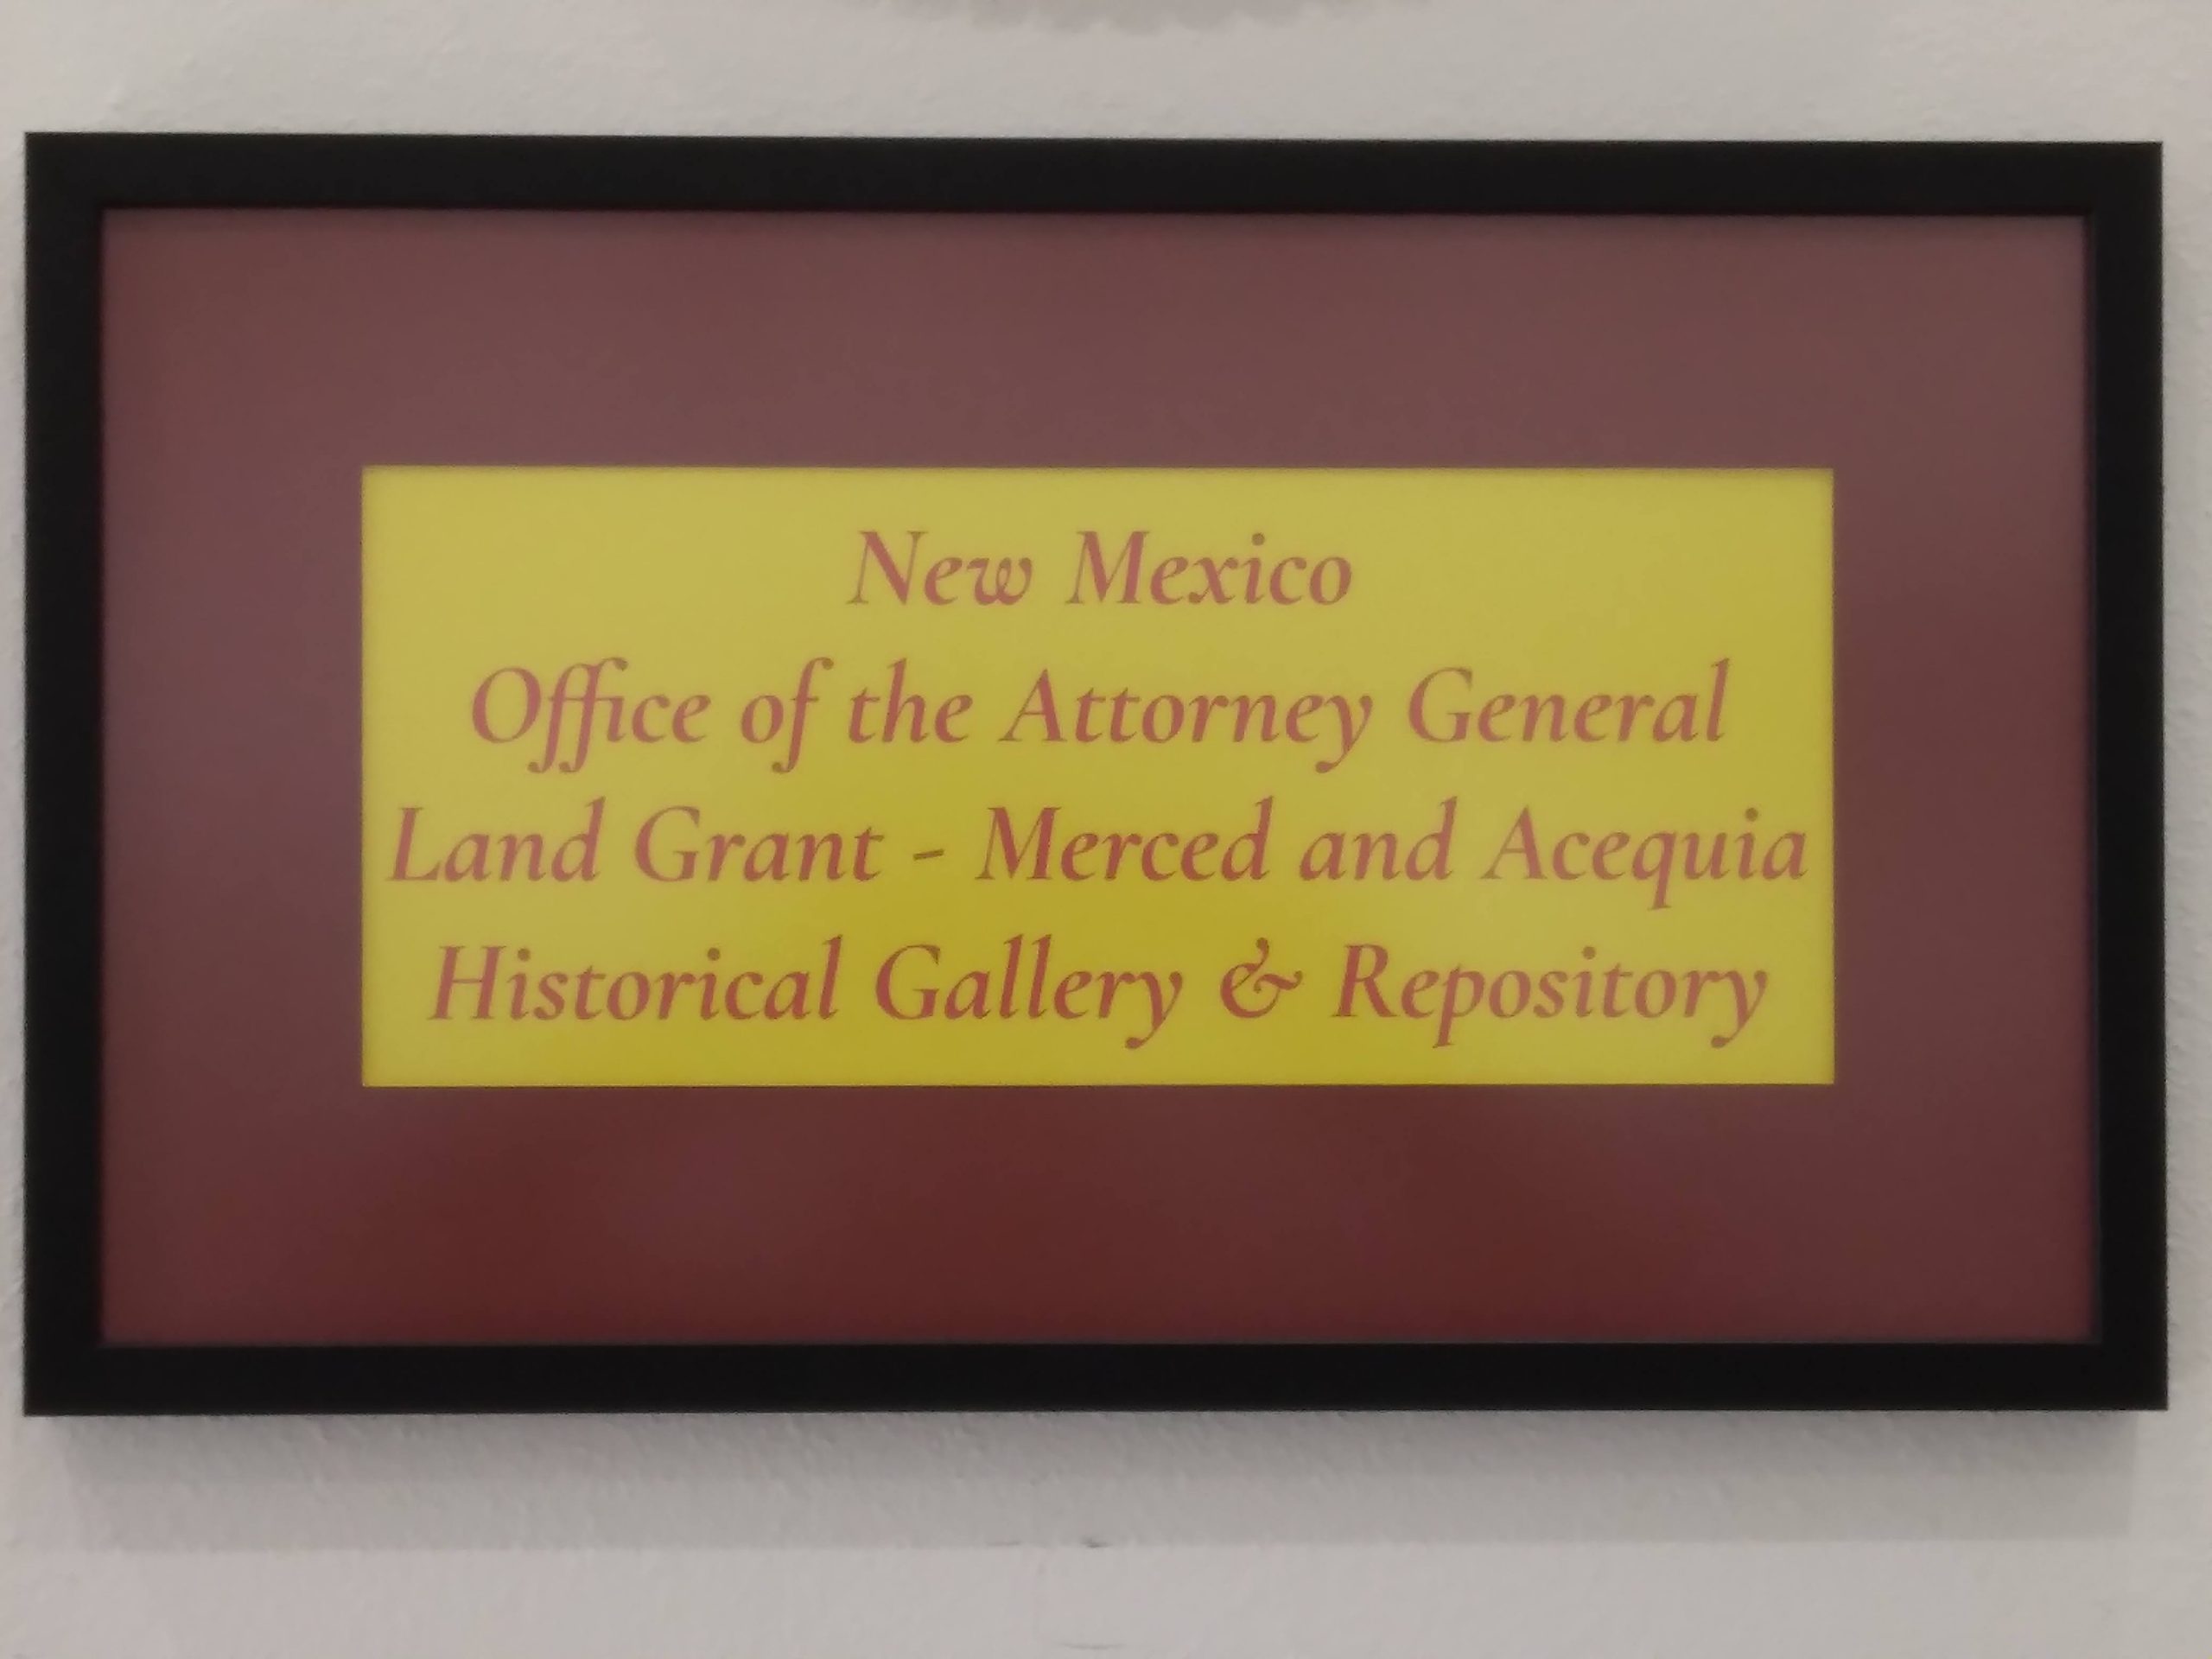 New Mexico
Office of the Attorney General
Land Grant - Merced and Acequia
Historical Gallery & Repository